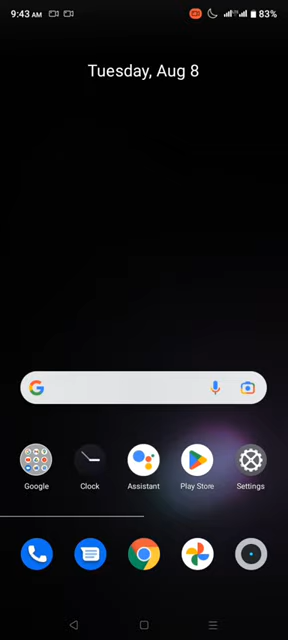 9:43 AM 83%
Tuesday, Aug 8
Google Clock Assistant Play Store Settings